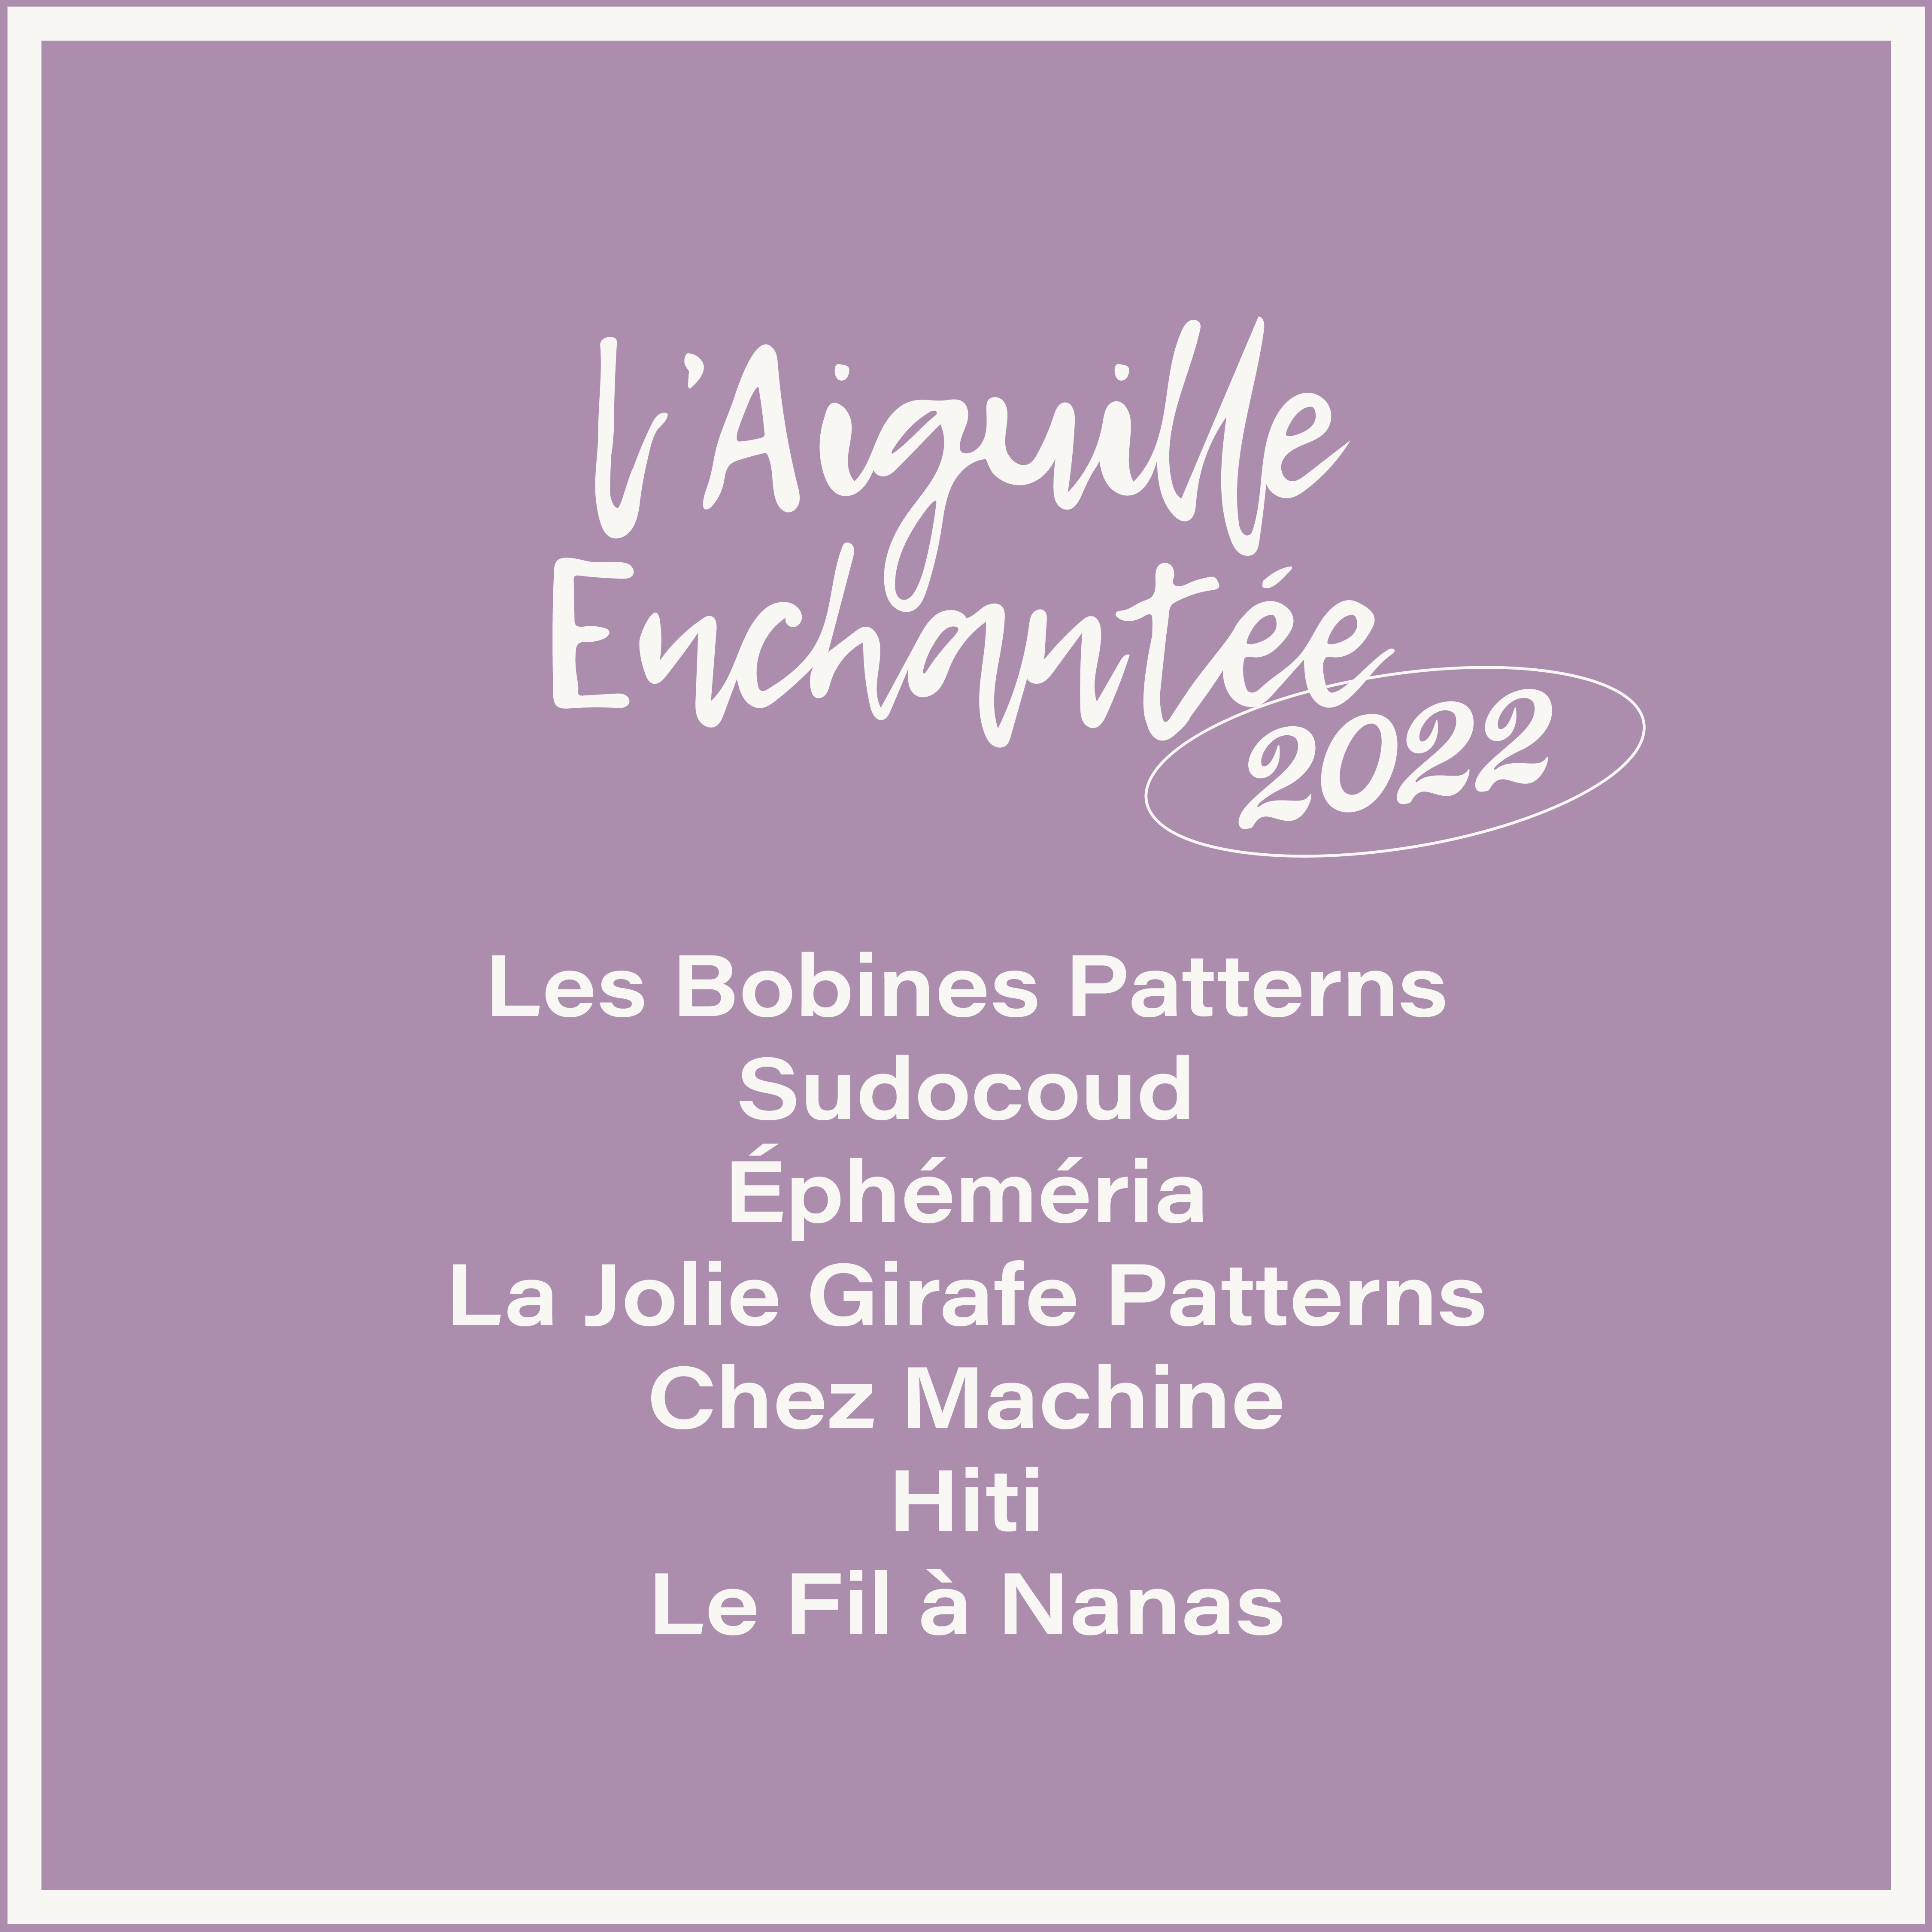 l'Aiguille
Enchantée
2022
Les Bobines Patterns
Sudocoud
Éphéméria
La Jolie Girafe Patterns
Chez Machine
Hiti
Le Fil à Nanas